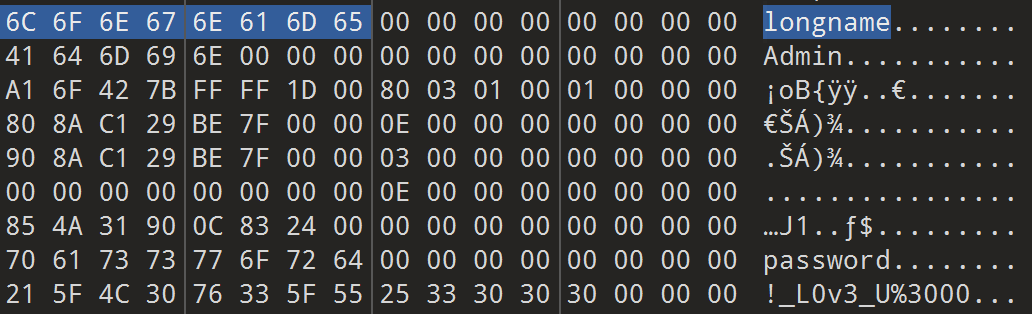 6C 6F 6E 67 6E 61 6D 65 00 00 00 00 00 00 00 00 longname........
41 64 6D 69 6E 00 00 00 00 00 00 00 00 00 00 00 Admin...........
A1 6F 42 7B FF FF 1D 00 80 03 01 00 01 00 00 00 ¡oB{ÿÿ..€.......
80 8A C1 29 BE 7F 00 00 0E 00 00 00 00 00 00 00 €ŠÁ)¾...........
90 8A C1 29 BE 7F 00 00 03 00 00 00 00 00 00 00 .ŠÁ)¾...........
00 00 00 00 00 00 00 00 0E 00 00 00 00 00 00 00 ................
85 4A 31 90 0C 83 24 00 00 00 00 00 00 00 00 00 …J1..ƒ$.........
70 61 73 73 77 6F 72 64 00 00 00 00 00 00 00 00 password........
21 5F 4C 30 76 33 5F 55 25 33 30 30 30 00 00 00 !_L0v3_U%3000...